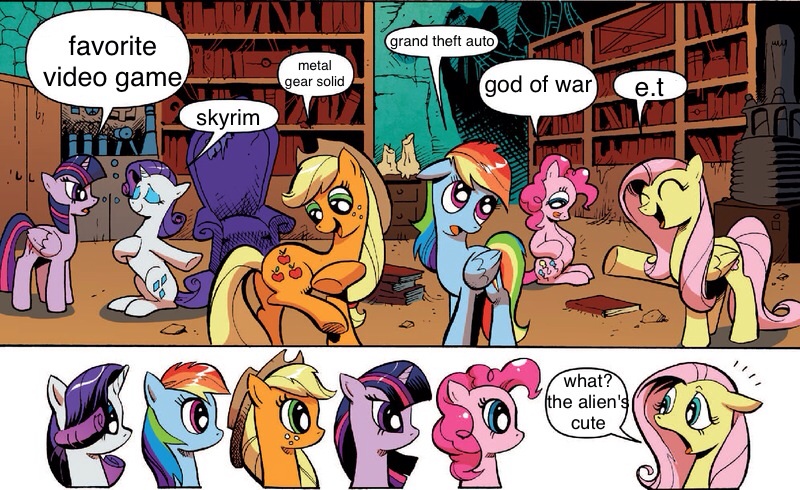 favorite
video game
skyrim
metal
gear solid
grand theft auto
god of war
e.t
what?
the alien's
cute